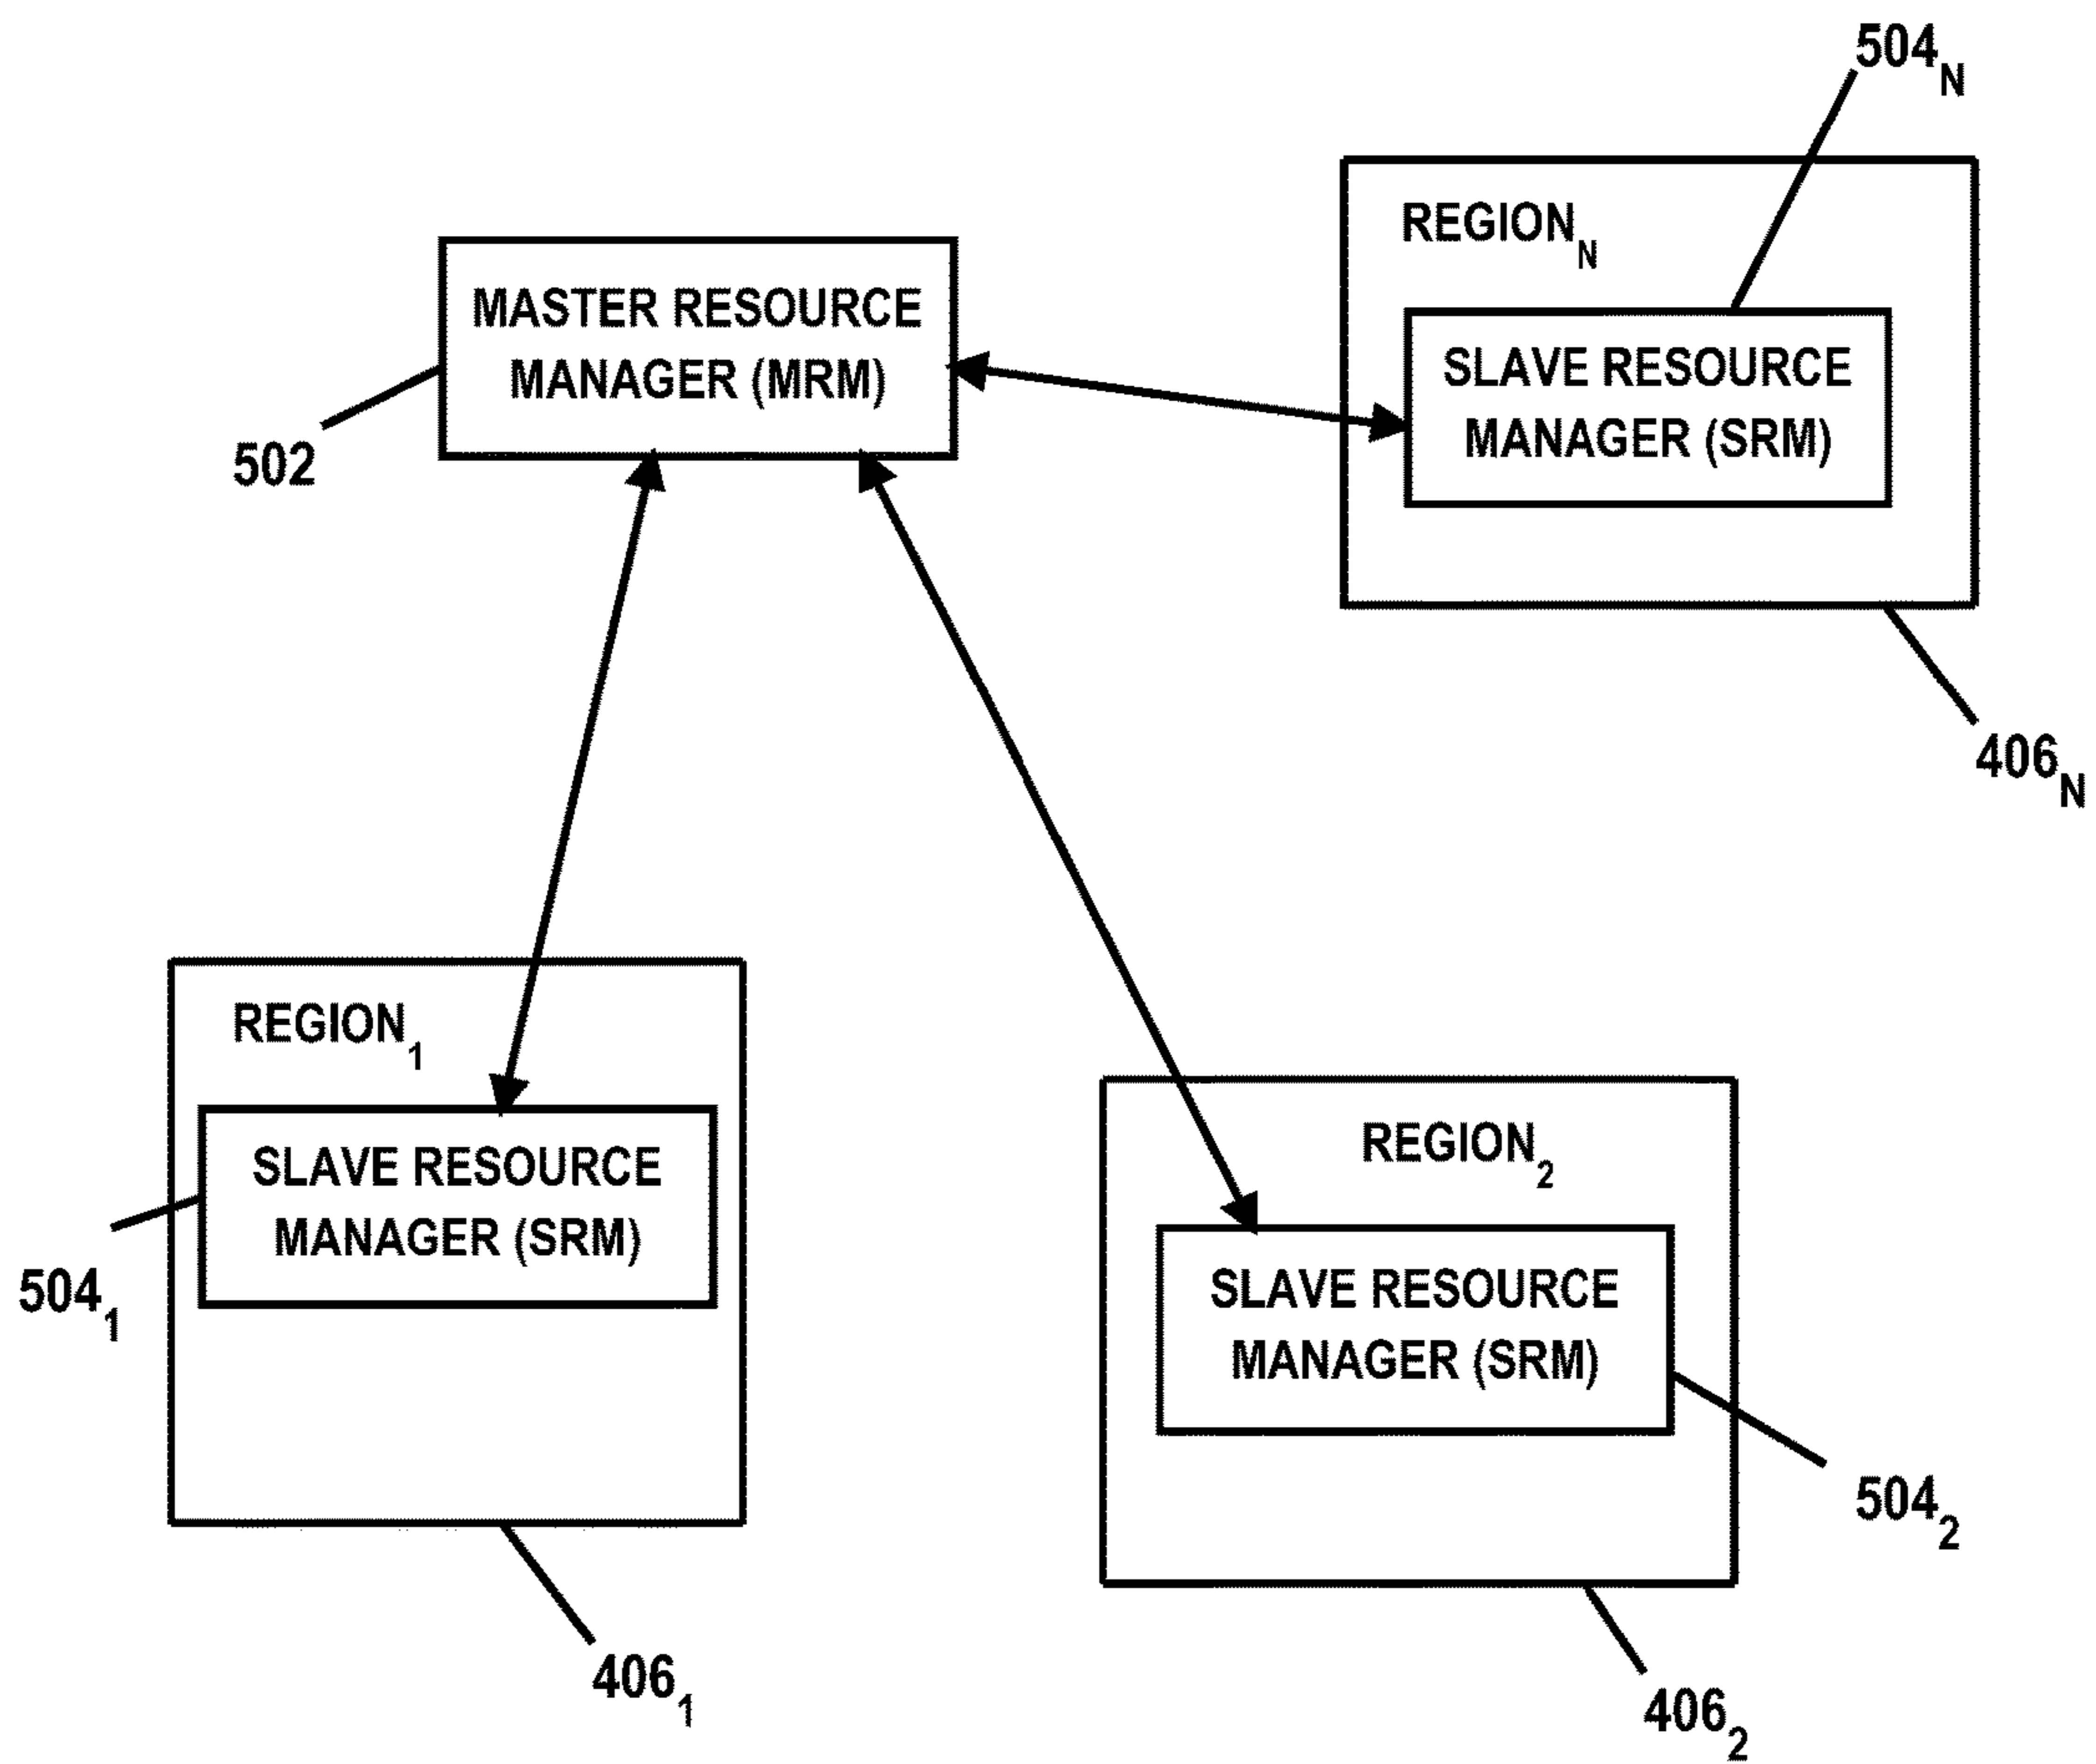 504N
REGIONN
MASTER RESOURCE
MANAGER (MRM)
SLAVE RESOURCE
MANAGER (SRM)
502
406N
REGION1
SLAVE RESOURCE
MANAGER (SRM)
5041
4061
REGION2
SLAVE RESOURCE
MANAGER (SRM)
5042
4062